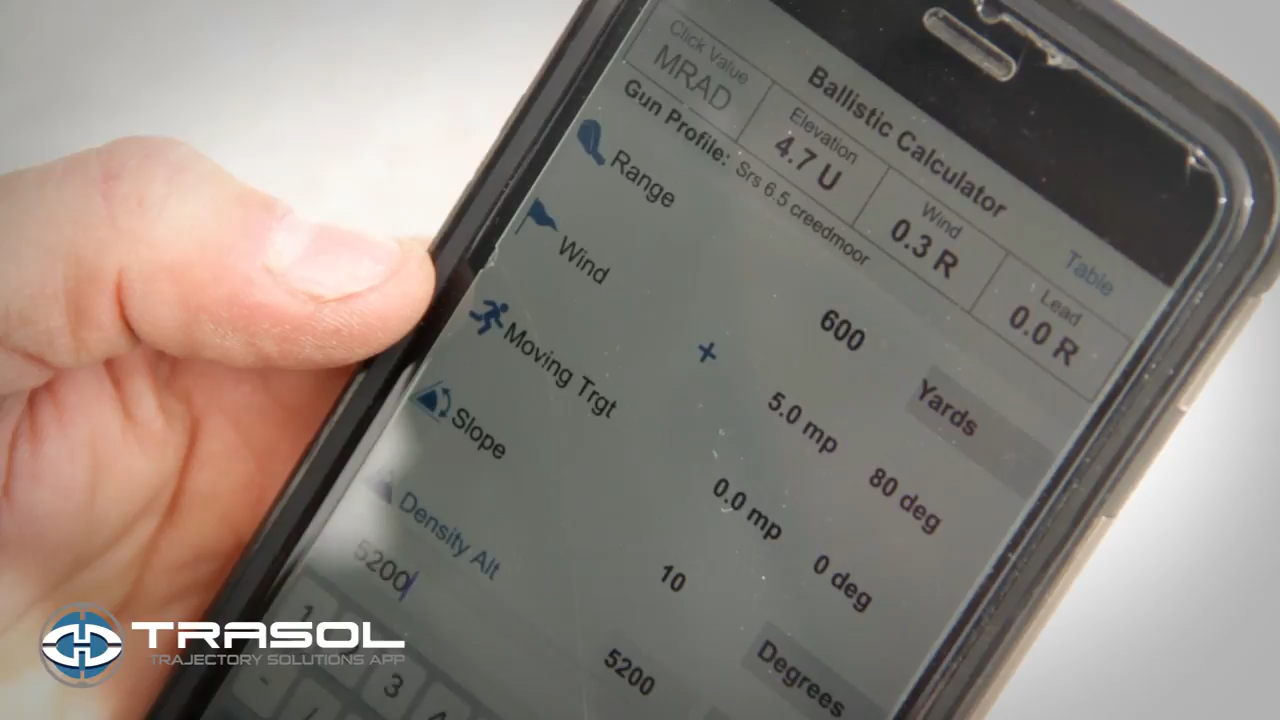 Ballistic Calculator
Table
Click Value
MRAD
Elevation
4.7 U
Wind
0.3 R
Lead
0.0 R
Gun Profile: Srs 6.5 creedmoor
Range 600 Yards
Wind + 5.0 mp 80 deg
Moving Trgt 0.0 mp 0 deg
Slope 10 Degrees
Density Alt 5200
5200
1
3
-
/
TRASOL
TRAJECTORY SOLUTIONS APP